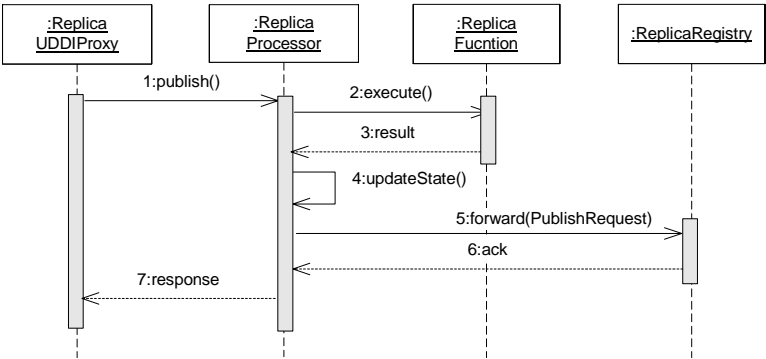 :Replica
UDDIProxy
:Replica
Processor
:Replica
Fucntion
:ReplicaRegistry
1:publish()
2:execute()
3:result
4:updateState()
5:forward(PublishRequest)
6:ack
7:response